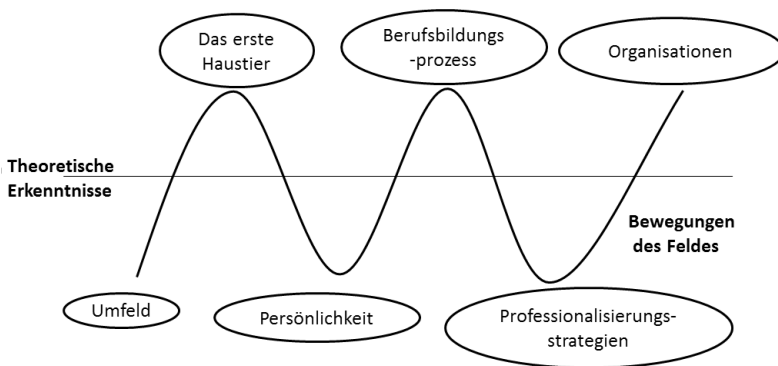 Das erste
Haustier
Berufsbildungs
-prozess
Organisationen
Theoretische
Erkenntnisse
Bewegungen
des Feldes
Umfeld
Persönlichkeit
Professionalisierungs-
strategien